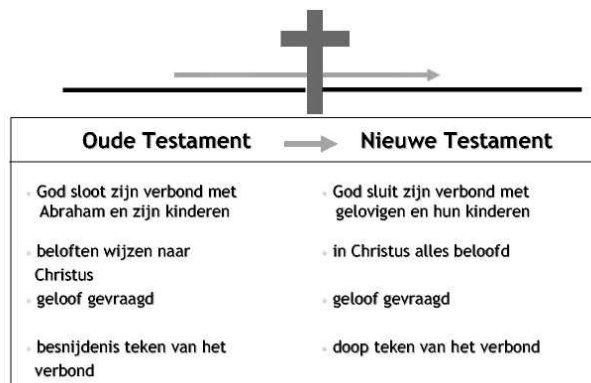 Oude Testament
Nieuwe Testament
God sloot zijn verbond met
Abraham en zijn kinderen
beloften wijzen naar
Christus
geloof gevraagd
besnijdenis teken van het
verbond
God sluit zijn verbond met
gelovigen en hun kinderen
in Christus alles beloofd
geloof gevraagd
doop teken van het verbond